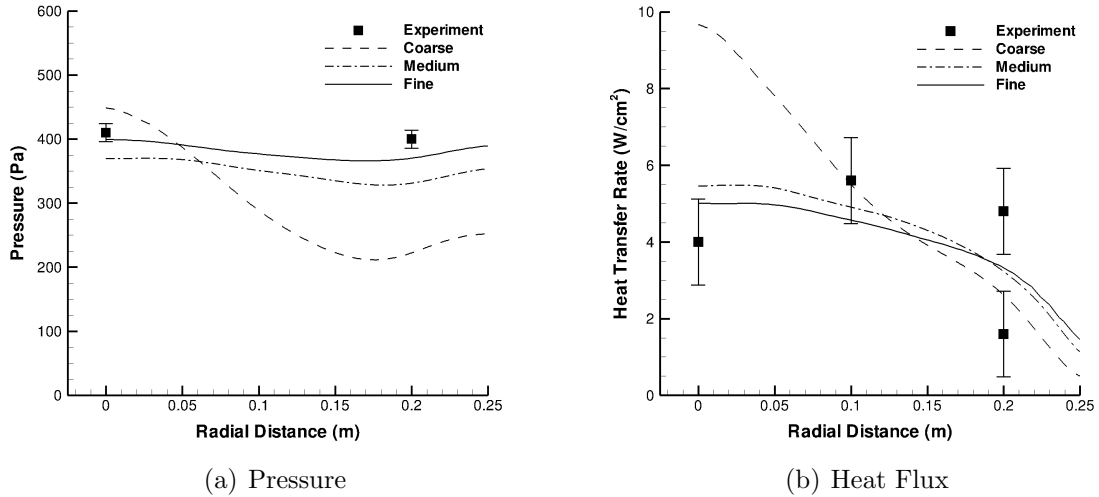 600
500
400
300
200
100
0
Pressure (Pa)
Experiment
Coarse
Medium
Fine
0 0.05 0.1 0.15 0.2 0.25
Radial Distance (m)
(a) Pressure
10
8
6
4
2
0
Heat Transfer Rate (W/cm²)
Experiment
Coarse
Medium
Fine
0 0.05 0.1 0.15 0.2 0.25
Radial Distance (m)
(b) Heat Flux